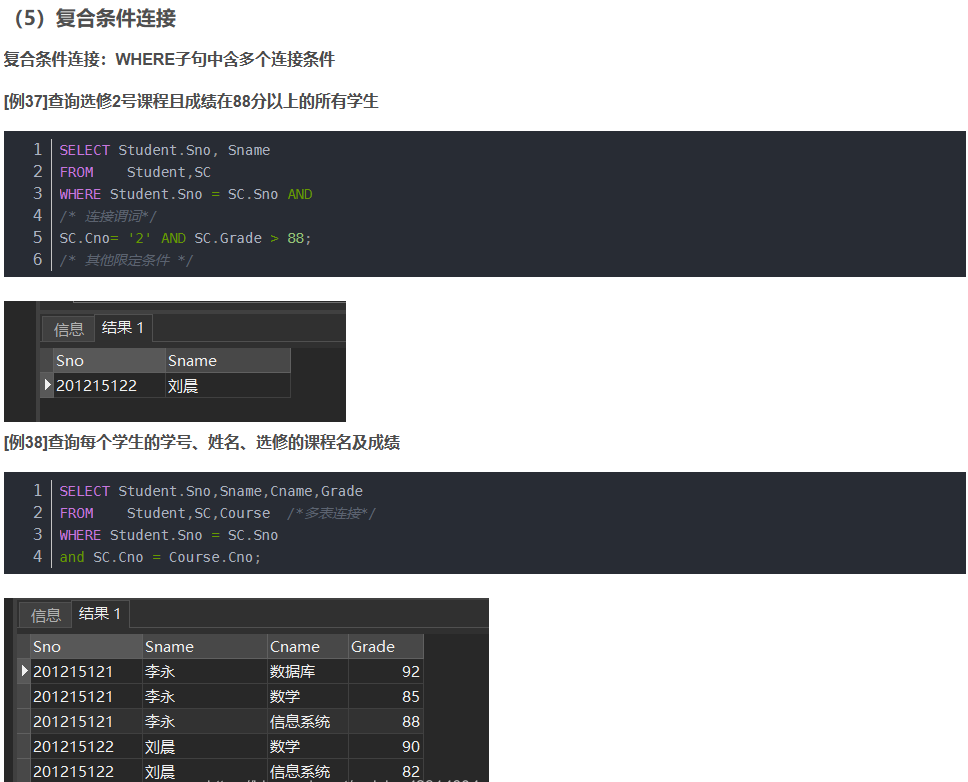 （5）复合条件连接
复合条件连接：WHERE子句中含多个连接条件
[例37]查询选修2号课程且成绩在88分以上的所有学生
1 SELECT Student.Sno, Sname
2 FROM    Student,SC
3 WHERE Student.Sno = SC.Sno AND
4 /* 连接谓词*/
5 SC.Cno= '2' AND SC.Grade > 88;
6 /* 其他限定条件 */
信息 结果 1
Sno Sname
201215122 刘晨
[例38]查询每个学生的学号、姓名、选修的课程名及成绩
1 SELECT Student.Sno,Sname,Cname,Grade
2 FROM    Student,SC,Course  /*多表连接*/
3 WHERE Student.Sno = SC.Sno
4 and SC.Cno = Course.Cno;
信息 结果 1
Sno Sname Cname Grade
201215121 李永 数据库 92
201215121 李永 数学 85
201215121 李永 信息系统 88
201215122 刘晨 数学 90
201215122 刘晨 信息系统 82